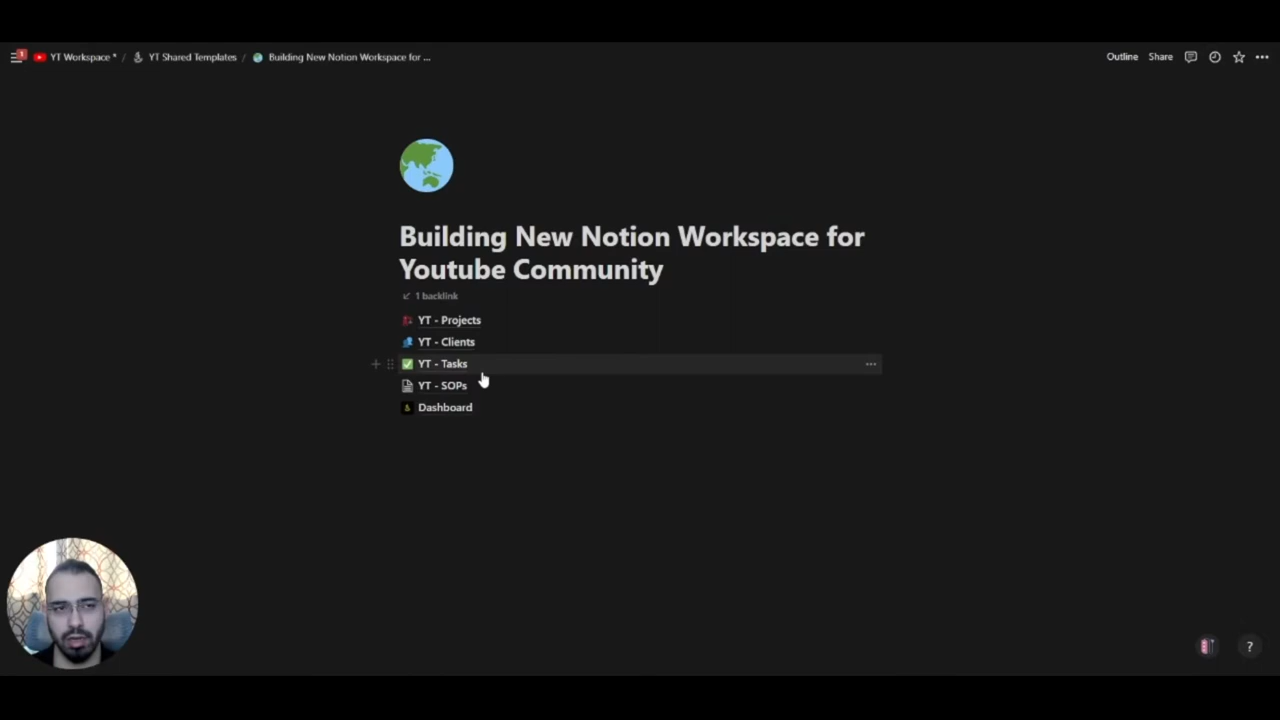 1
YT Workspace * / YT Shared Templates / Building New Notion Workspace for ...
Outline Share
Building New Notion Workspace for
Youtube Community
1 backlink
YT - Projects
YT - Clients
YT - Tasks
YT - SOPs
Dashboard
?